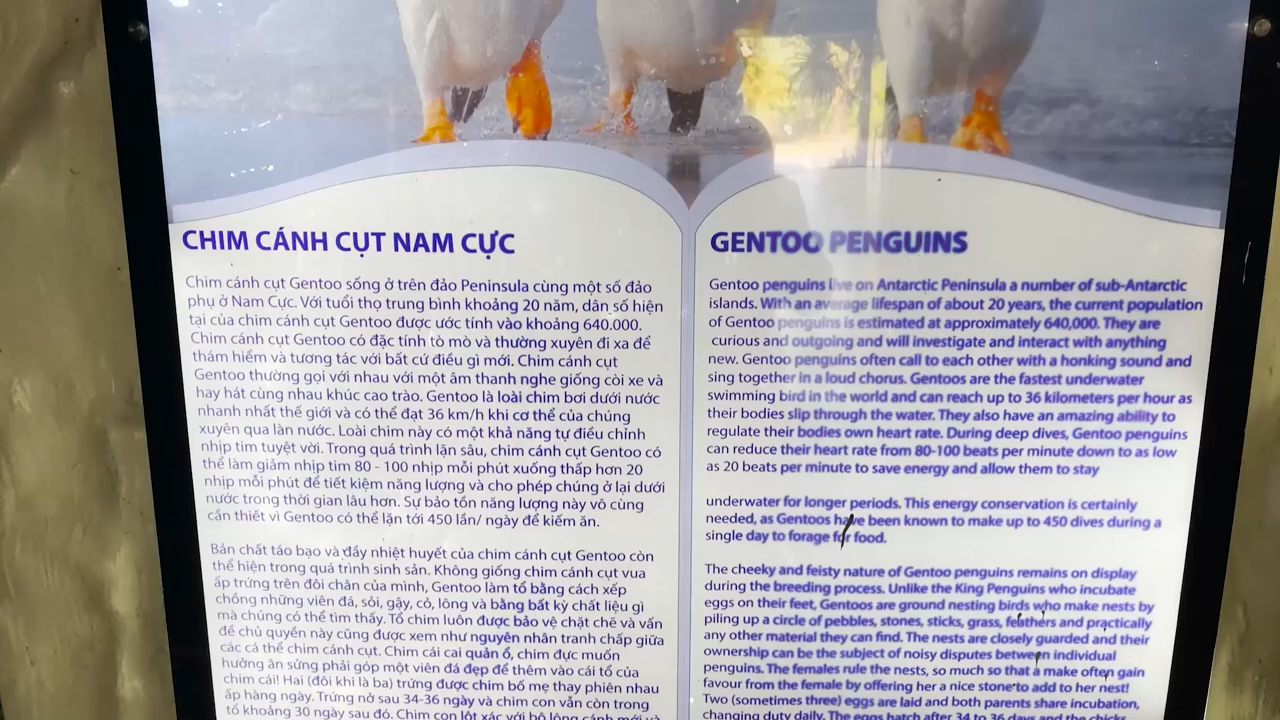 CHIM CÁNH CỤT NAM CỰC
Chim cánh cụt Gentoo sống ở trên đảo Peninsula cùng một số đảo
phụ ở Nam Cực. Với tuổi thọ trung bình khoảng 20 năm, dân số hiện
tại của chim cánh cụt Gentoo được ước tính vào khoảng 640.000.
Chim cánh cụt Gentoo có đặc tính tò mò và thường xuyên đi xa để
thám hiểm và tương tác với bất cứ điều gì mới. Chim cánh cụt
Gentoo thường gọi với nhau với một âm thanh nghe giống còi xe và
hay hát cùng nhau khúc cao trào. Gentoo là loài chim bơi dưới nước
nhanh nhất thế giới và có thể đạt 36 km/h khi cơ thể của chúng
xuyên qua làn nước. Loài chim này có một khả năng tự điều chỉnh
nhịp tim tuyệt vời. Trong quá trình lặn sâu, chim cánh cụt Gentoo có
thể làm giảm nhịp tim 80 - 100 nhịp mỗi phút xuống thấp hơn 20
nhịp mỗi phút để tiết kiệm năng lượng và cho phép chúng ở lại dưới
nước trong thời gian lâu hơn. Sự bảo tồn năng lượng này vô cùng
cần thiết vì Gentoo có thể lặn tới 450 lần/ ngày để kiếm ăn.
Bản chất táo bạo và đầy nhiệt huyết của chim cánh cụt Gentoo còn
thể hiện trong quá trình sinh sản. Không giống chim cánh cụt vua
ấp trứng trên đôi chân của mình, Gentoo làm tổ bằng cách xếp
chồng những viên đá, sỏi, gậy, cỏ, lông và bằng bất kỳ chất liệu gì
mà chúng có thể tìm thấy. Tổ chim luôn được bảo vệ chặt chẽ và vấn
đề chủ quyền này cũng được xem như nguyên nhân tranh chấp giữa
các cá thể chim cánh cụt. Chim cái cai quản ổ, chim đực muốn
hưởng ân sủng phải góp một viên đá đẹp để thêm vào cái tổ của
chim cái! Hai (đôi khi là ba) trứng được chim bố mẹ thay phiên nhau
ấp hàng ngày. Trứng nở sau 34-36 ngày và chim con vẫn còn trong
tổ khoảng 30 ngày sau đó. Chim con lột xác với bộ lông cánh mới và
GENTOO PENGUINS
Gentoo penguins live on Antarctic Peninsula a number of sub-Antarctic
islands. With an average lifespan of about 20 years, the current population
of Gentoo penguins is estimated at approximately 640,000. They are
curious and outgoing and will investigate and interact with anything
new. Gentoo penguins often call to each other with a honking sound and
sing together in a loud chorus. Gentoos are the fastest underwater
swimming bird in the world and can reach up to 36 kilometers per hour as
their bodies slip through the water. They also have an amazing ability to
regulate their bodies own heart rate. During deep dives, Gentoo penguins
can reduce their heart rate from 80-100 beats per minute down to as low
as 20 beats per minute to save energy and allow them to stay
underwater for longer periods. This energy conservation is certainly
needed, as Gentoos have been known to make up to 450 dives during a
single day to forage for food.
The cheeky and feisty nature of Gentoo penguins remains on display
during the breeding process. Unlike the King Penguins who incubate
eggs on their feet, Gentoos are ground nesting birds who make nests by
piling up a circle of pebbles, stones, sticks, grass, feathers and practically
any other material they can find. The nests are closely guarded and their
ownership can be the subject of noisy disputes between individual
penguins. The females rule the nests, so much so that a make often gain
favour from the female by offering her a nice stone to add to her nest!
Two (sometimes three) eggs are laid and both parents share incubation,
changing duty daily. The eggs hatch after 34 to 36 days and the chicks